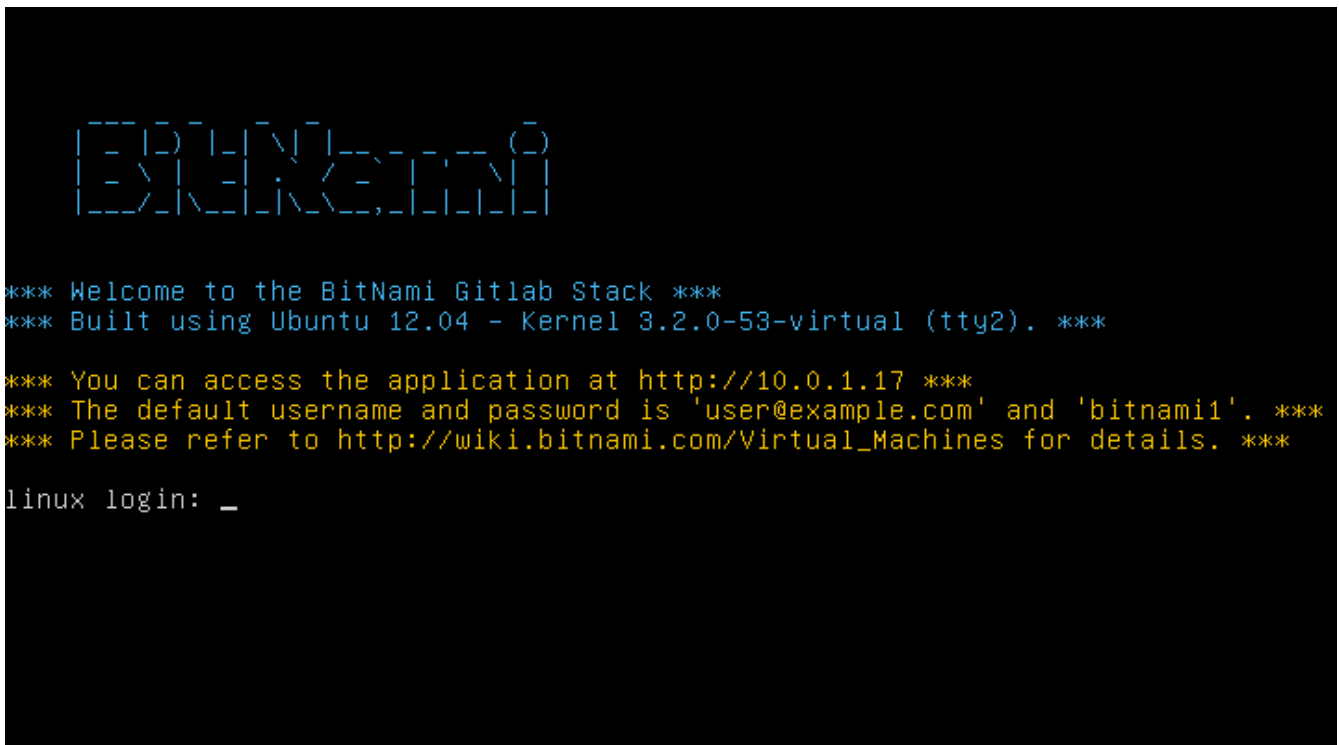 BitNami
*** Welcome to the BitNami Gitlab Stack ***
*** Built using Ubuntu 12.04 - Kernel 3.2.0-53-virtual (tty2). ***
*** You can access the application at http://10.0.1.17 ***
*** The default username and password is 'user@example.com' and 'bitnami1'. ***
*** Please refer to http://wiki.bitnami.com/Virtual_Machines for details. ***
linux login: _